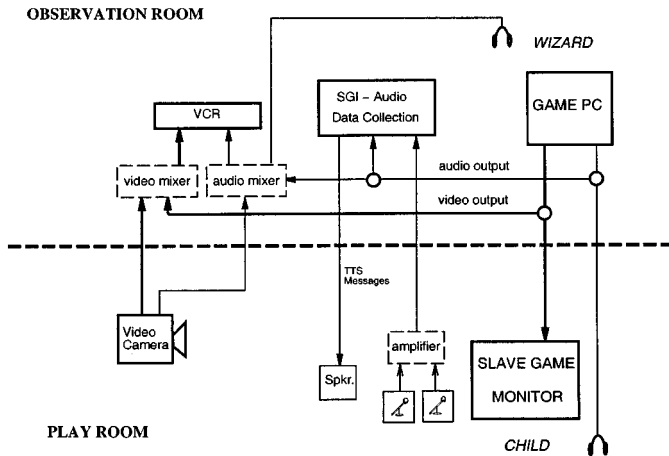 OBSERVATION ROOM
WIZARD
SGI – Audio
Data Collection
GAME PC
VCR
audio output
video mixer
audio mixer
video output
TTS
Messages
Video
Camera
amplifier
SLAVE GAME
MONITOR
Spkr.
PLAY ROOM
CHILD